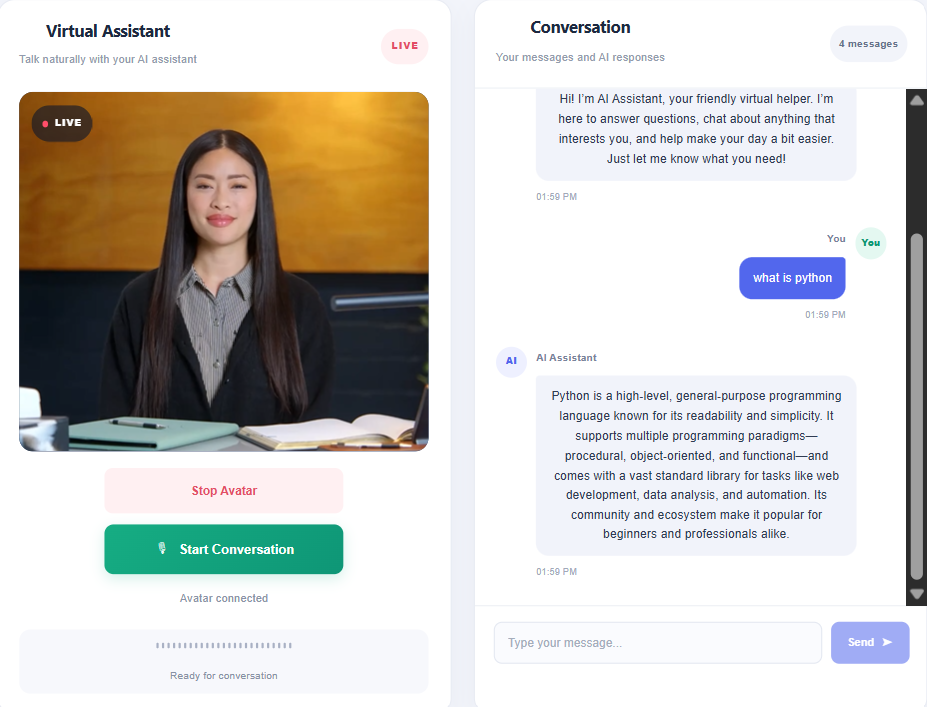 Virtual Assistant
Talk naturally with your AI assistant
LIVE
LIVE
Stop Avatar
Start Conversation
Avatar connected
Ready for conversation
Conversation
Your messages and AI responses
4 messages
Hi! I'm AI Assistant, your friendly virtual helper. I'm
here to answer questions, chat about anything that
interests you, and help make your day a bit easier.
Just let me know what you need!
01:59 PM
You
You
what is python
01:59 PM
AI
AI Assistant
Python is a high-level, general-purpose programming
language known for its readability and simplicity. It
supports multiple programming paradigms—
procedural, object-oriented, and functional—and
comes with a vast standard library for tasks like web
development, data analysis, and automation. Its
community and ecosystem make it popular for
beginners and professionals alike.
01:59 PM
Type your message...
Send